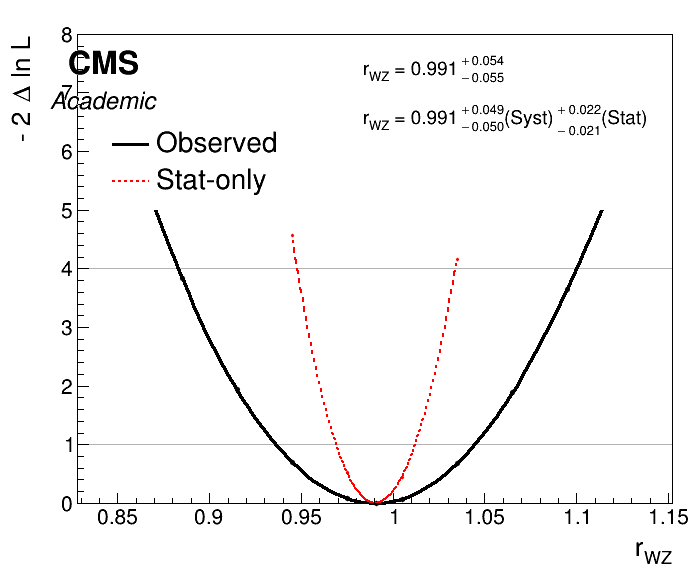 - 2 Δ ln L
CMS
Academic
r_WZ = 0.991 +0.054 −0.055
r_WZ = 0.991 +0.049 −0.050 (Syst) +0.022 −0.021 (Stat)
Observed
Stat-only
8
7
6
5
4
3
2
1
0
0.85 0.9 0.95 1 1.05 1.1 1.15
r_WZ